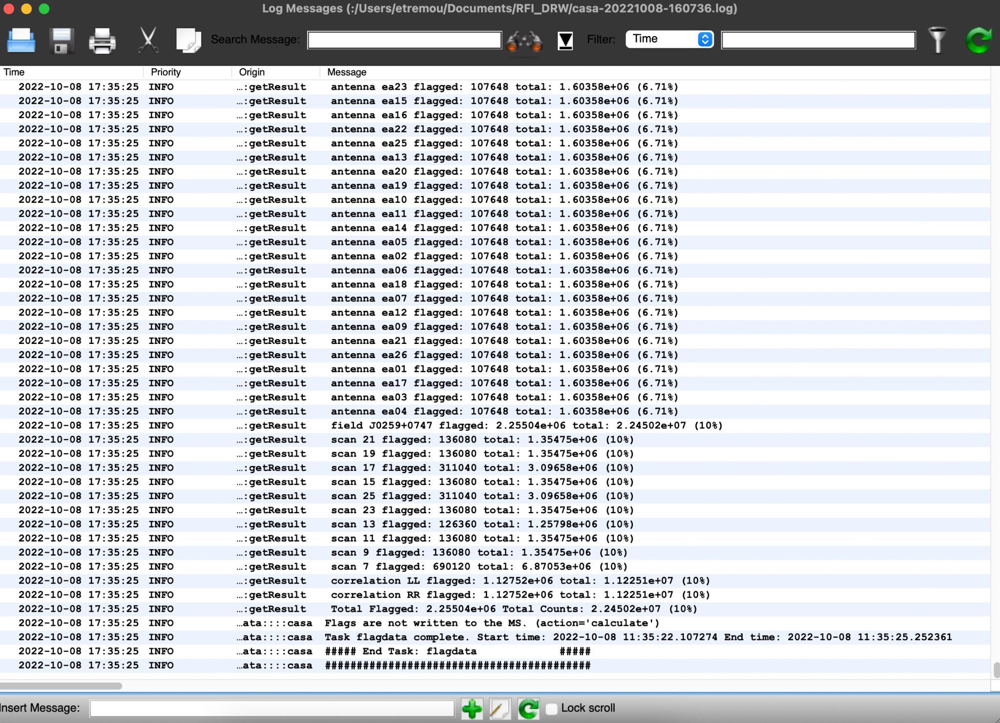 Log Messages (:/Users/etremou/Documents/RFI_DRW/casa-20221008-160736.log)
Search Message: Filter: Time
Time Priority Origin Message
2022-10-08 17:35:25 INFO …:getResult antenna ea23 flagged: 107648 total: 1.60358e+06 (6.71%)
2022-10-08 17:35:25 INFO …:getResult antenna ea15 flagged: 107648 total: 1.60358e+06 (6.71%)
2022-10-08 17:35:25 INFO …:getResult antenna ea16 flagged: 107648 total: 1.60358e+06 (6.71%)
2022-10-08 17:35:25 INFO …:getResult antenna ea22 flagged: 107648 total: 1.60358e+06 (6.71%)
2022-10-08 17:35:25 INFO …:getResult antenna ea25 flagged: 107648 total: 1.60358e+06 (6.71%)
2022-10-08 17:35:25 INFO …:getResult antenna ea13 flagged: 107648 total: 1.60358e+06 (6.71%)
2022-10-08 17:35:25 INFO …:getResult antenna ea20 flagged: 107648 total: 1.60358e+06 (6.71%)
2022-10-08 17:35:25 INFO …:getResult antenna ea19 flagged: 107648 total: 1.60358e+06 (6.71%)
2022-10-08 17:35:25 INFO …:getResult antenna ea10 flagged: 107648 total: 1.60358e+06 (6.71%)
2022-10-08 17:35:25 INFO …:getResult antenna ea11 flagged: 107648 total: 1.60358e+06 (6.71%)
2022-10-08 17:35:25 INFO …:getResult antenna ea14 flagged: 107648 total: 1.60358e+06 (6.71%)
2022-10-08 17:35:25 INFO …:getResult antenna ea05 flagged: 107648 total: 1.60358e+06 (6.71%)
2022-10-08 17:35:25 INFO …:getResult antenna ea02 flagged: 107648 total: 1.60358e+06 (6.71%)
2022-10-08 17:35:25 INFO …:getResult antenna ea06 flagged: 107648 total: 1.60358e+06 (6.71%)
2022-10-08 17:35:25 INFO …:getResult antenna ea18 flagged: 107648 total: 1.60358e+06 (6.71%)
2022-10-08 17:35:25 INFO …:getResult antenna ea07 flagged: 107648 total: 1.60358e+06 (6.71%)
2022-10-08 17:35:25 INFO …:getResult antenna ea12 flagged: 107648 total: 1.60358e+06 (6.71%)
2022-10-08 17:35:25 INFO …:getResult antenna ea09 flagged: 107648 total: 1.60358e+06 (6.71%)
2022-10-08 17:35:25 INFO …:getResult antenna ea21 flagged: 107648 total: 1.60358e+06 (6.71%)
2022-10-08 17:35:25 INFO …:getResult antenna ea26 flagged: 107648 total: 1.60358e+06 (6.71%)
2022-10-08 17:35:25 INFO …:getResult antenna ea01 flagged: 107648 total: 1.60358e+06 (6.71%)
2022-10-08 17:35:25 INFO …:getResult antenna ea17 flagged: 107648 total: 1.60358e+06 (6.71%)
2022-10-08 17:35:25 INFO …:getResult antenna ea03 flagged: 107648 total: 1.60358e+06 (6.71%)
2022-10-08 17:35:25 INFO …:getResult antenna ea04 flagged: 107648 total: 1.60358e+06 (6.71%)
2022-10-08 17:35:25 INFO …:getResult field J0259+0747 flagged: 2.25504e+06 total: 2.24502e+07 (10%)
2022-10-08 17:35:25 INFO …:getResult scan 21 flagged: 136080 total: 1.35475e+06 (10%)
2022-10-08 17:35:25 INFO …:getResult scan 19 flagged: 136080 total: 1.35475e+06 (10%)
2022-10-08 17:35:25 INFO …:getResult scan 17 flagged: 311040 total: 3.09658e+06 (10%)
2022-10-08 17:35:25 INFO …:getResult scan 15 flagged: 136080 total: 1.35475e+06 (10%)
2022-10-08 17:35:25 INFO …:getResult scan 25 flagged: 311040 total: 3.09658e+06 (10%)
2022-10-08 17:35:25 INFO …:getResult scan 23 flagged: 136080 total: 1.35475e+06 (10%)
2022-10-08 17:35:25 INFO …:getResult scan 13 flagged: 126360 total: 1.25798e+06 (10%)
2022-10-08 17:35:25 INFO …:getResult scan 11 flagged: 136080 total: 1.35475e+06 (10%)
2022-10-08 17:35:25 INFO …:getResult scan 9 flagged: 136080 total: 1.35475e+06 (10%)
2022-10-08 17:35:25 INFO …:getResult scan 7 flagged: 690120 total: 6.87053e+06 (10%)
2022-10-08 17:35:25 INFO …:getResult correlation LL flagged: 1.12752e+06 total: 1.12251e+07 (10%)
2022-10-08 17:35:25 INFO …:getResult correlation RR flagged: 1.12752e+06 total: 1.12251e+07 (10%)
2022-10-08 17:35:25 INFO …:getResult Total Flagged: 2.25504e+06 Total Counts: 2.24502e+07 (10%)
2022-10-08 17:35:25 INFO …ata::::casa Flags are not written to the MS. (action='calculate')
2022-10-08 17:35:25 INFO …ata::::casa Task flagdata complete. Start time: 2022-10-08 11:35:22.107274 End time: 2022-10-08 11:35:25.252361
2022-10-08 17:35:25 INFO …ata::::casa ##### End Task: flagdata #####
2022-10-08 17:35:25 INFO …ata::::casa ##########################################
Insert Message: Lock scroll